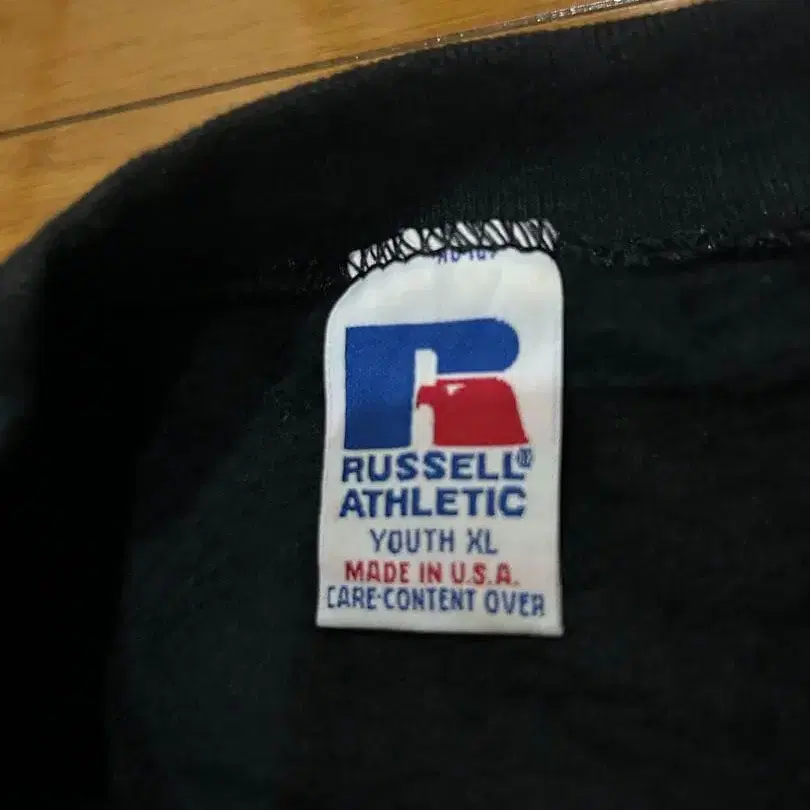 RUSSELL®
ATHLETIC
YOUTH XL
MADE IN U.S.A.
CARE-CONTENT OVER